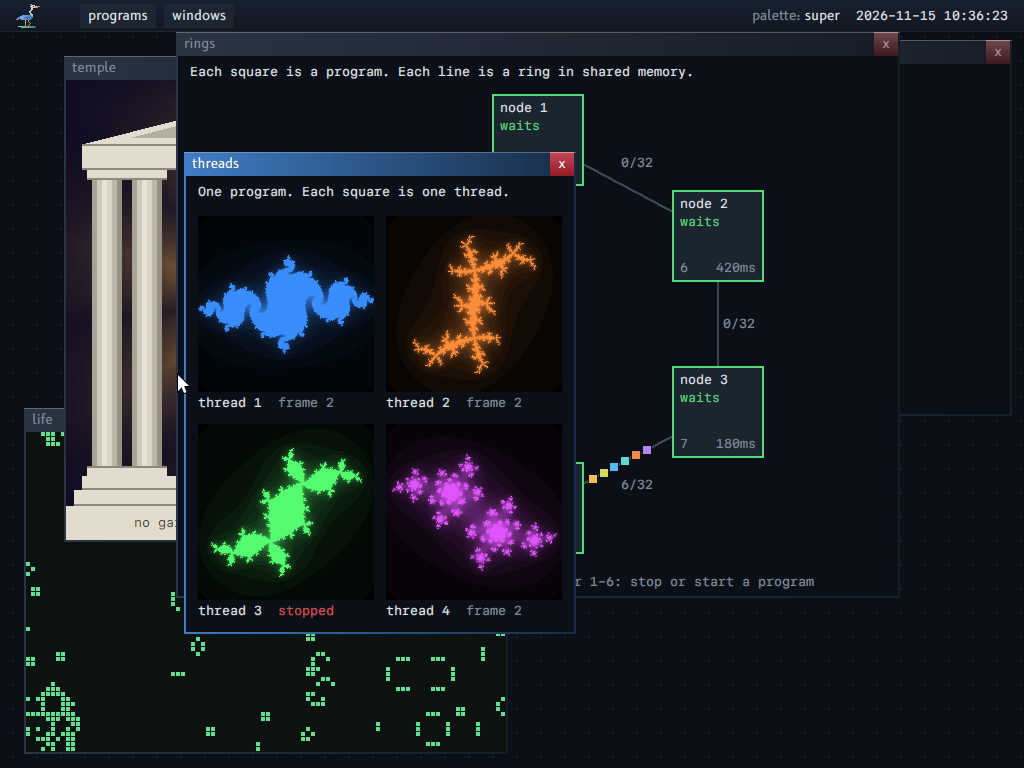 programs windows palette: super 2026-11-15 10:36:23
rings x
x
temple
Each square is a program. Each line is a ring in shared memory.
node 1
waits
0/32
node 2
waits
6 420ms
0/32
node 3
waits
7 180ms
6/32
1-6: stop or start a program
threads x
One program. Each square is one thread.
thread 1 frame 2
thread 2 frame 2
thread 3 stopped
thread 4 frame 2
life
no